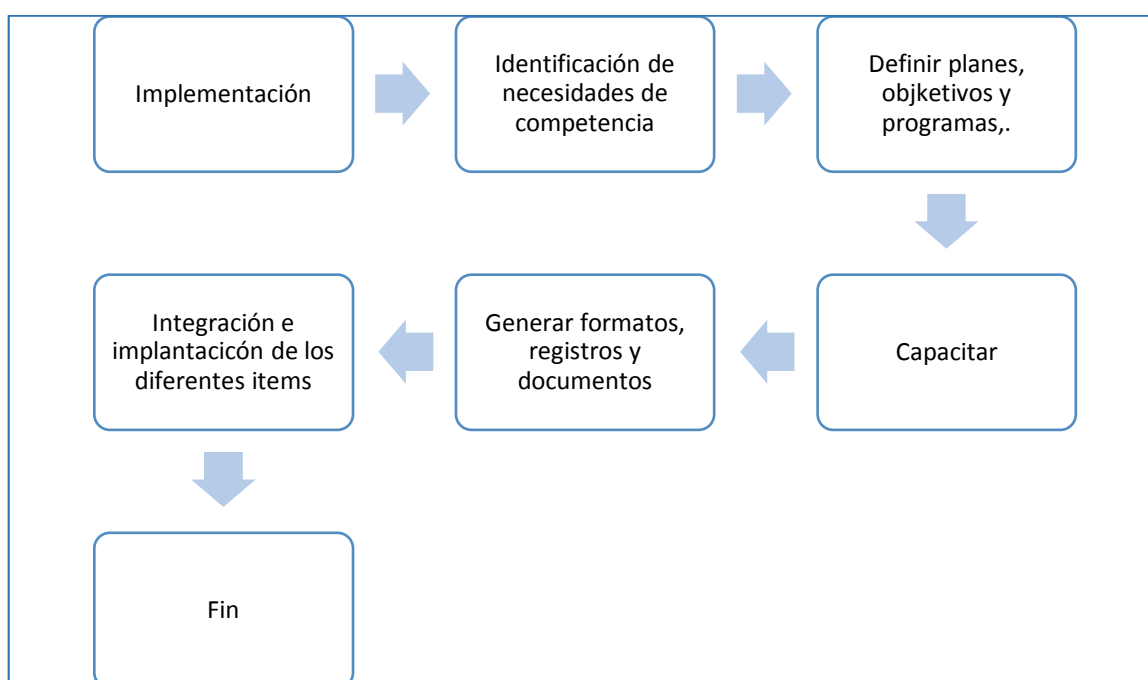 Implementación
Identificación de
necesidades de
competencia
Definir planes,
objketivos y
programas,.
Capacitar
Generar formatos,
registros y
documentos
Integración e
implantacicón de los
diferentes items
Fin